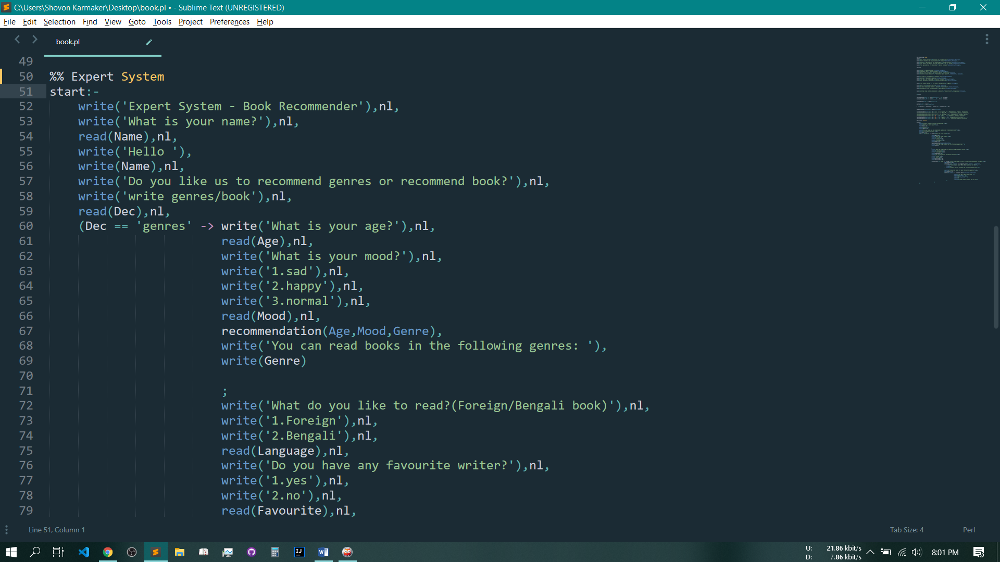 C:\Users\Shovon Karmaker\Desktop\book.pl • - Sublime Text (UNREGISTERED)
File Edit Selection Find View Goto Tools Project Preferences Help
book.pl
49
50 %% Expert System
51 start:-
52 write('Expert System - Book Recommender'),nl,
53 write('What is your name?'),nl,
54 read(Name),nl,
55 write('Hello '),
56 write(Name),nl,
57 write('Do you like us to recommend genres or recommend book?'),nl,
58 write('write genres/book'),nl,
59 read(Dec),nl,
60 (Dec == 'genres' -> write('What is your age?'),nl,
61 read(Age),nl,
62 write('What is your mood?'),nl,
63 write('1.sad'),nl,
64 write('2.happy'),nl,
65 write('3.normal'),nl,
66 read(Mood),nl,
67 recommendation(Age,Mood,Genre),
68 write('You can read books in the following genres: '),
69 write(Genre)
70
71 ;
72 write('What do you like to read?(Foreign/Bengali book)'),nl,
73 write('1.Foreign'),nl,
74 write('2.Bengali'),nl,
75 read(Language),nl,
76 write('Do you have any favourite writer?'),nl,
77 write('1.yes'),nl,
78 write('2.no'),nl,
79 read(Favourite),nl,
Line 51, Column 1 Tab Size: 4 Perl
U: 21.86 kbit/s
D: 7.86 kbit/s
8:01 PM